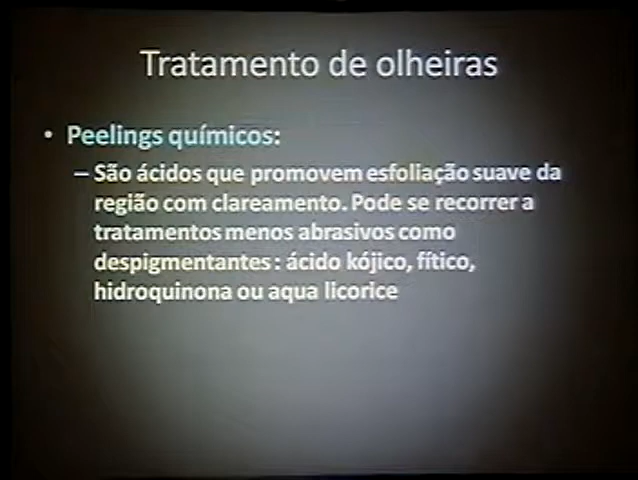 Tratamento de olheiras
• Peelings químicos:
– São ácidos que promovem esfoliação suave da
região com clareamento. Pode se recorrer a
tratamentos menos abrasivos como
despigmentantes : ácido kójico, fítico,
hidroquinona ou aqua licorice